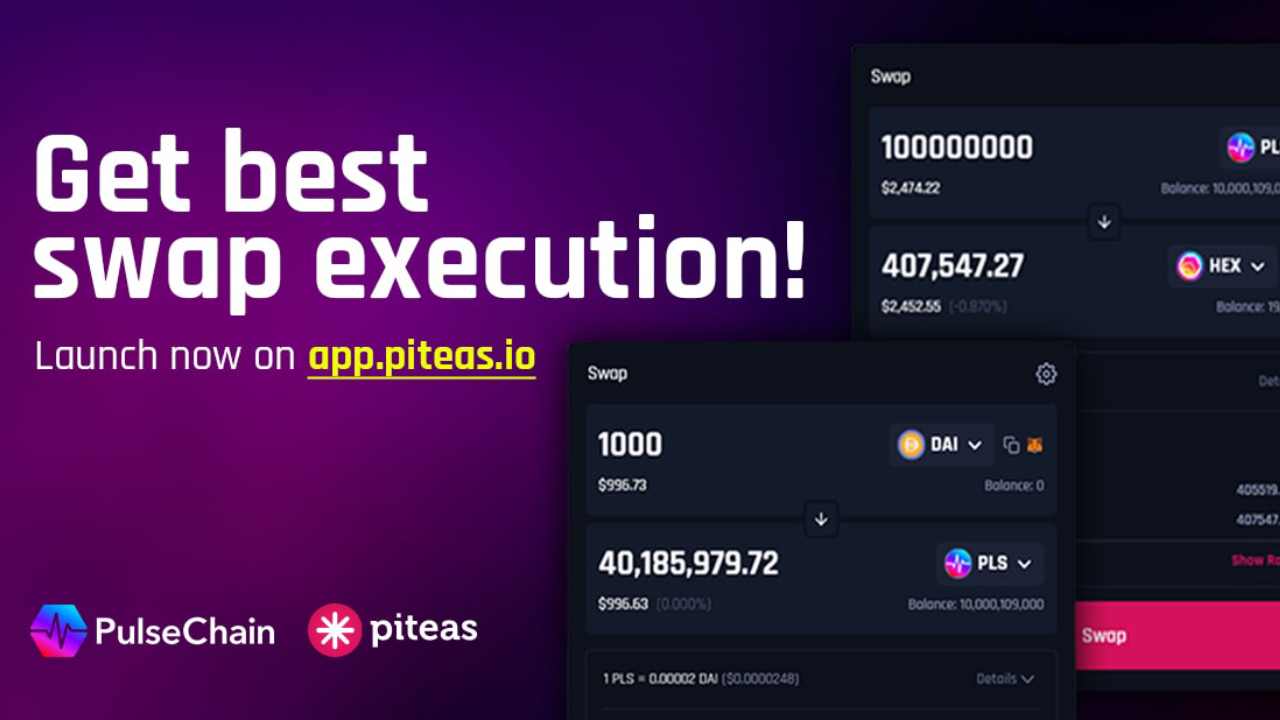 Get best
swap execution!
Launch now on app.piteas.io
PulseChain piteas
Swap
100000000
$2,474.22 Balance: 10,000,109,0
407,547.27 HEX
$2,452.55 (-0.870%) Balance: 19
405519.
407547.
Swap
Swap
1000 DAI
$996.73 Balance: 0
40,185,979.72 PLS
$996.63 (0.000%) Balance: 10,000,109,000
1 PLS = 0.00002 DAI ($0.0000248) Details